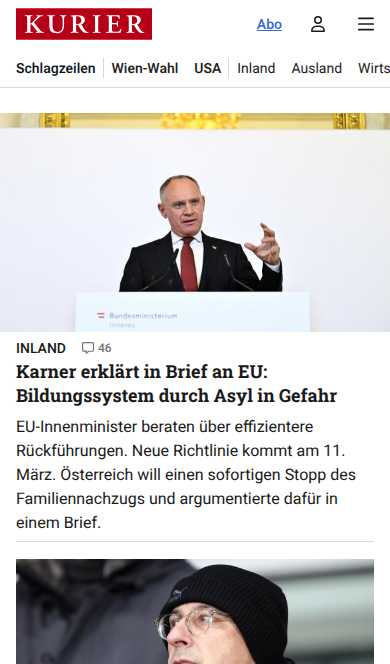 KURIER
Abo
Schlagzeilen Wien-Wahl USA Inland Ausland Wirts
Bundesministerium
Inneres
INLAND 46
Karner erklärt in Brief an EU:
Bildungssystem durch Asyl in Gefahr
EU-Innenminister beraten über effizientere
Rückführungen. Neue Richtlinie kommt am 11.
März. Österreich will einen sofortigen Stopp des
Familiennachzugs und argumentierte dafür in
einem Brief.